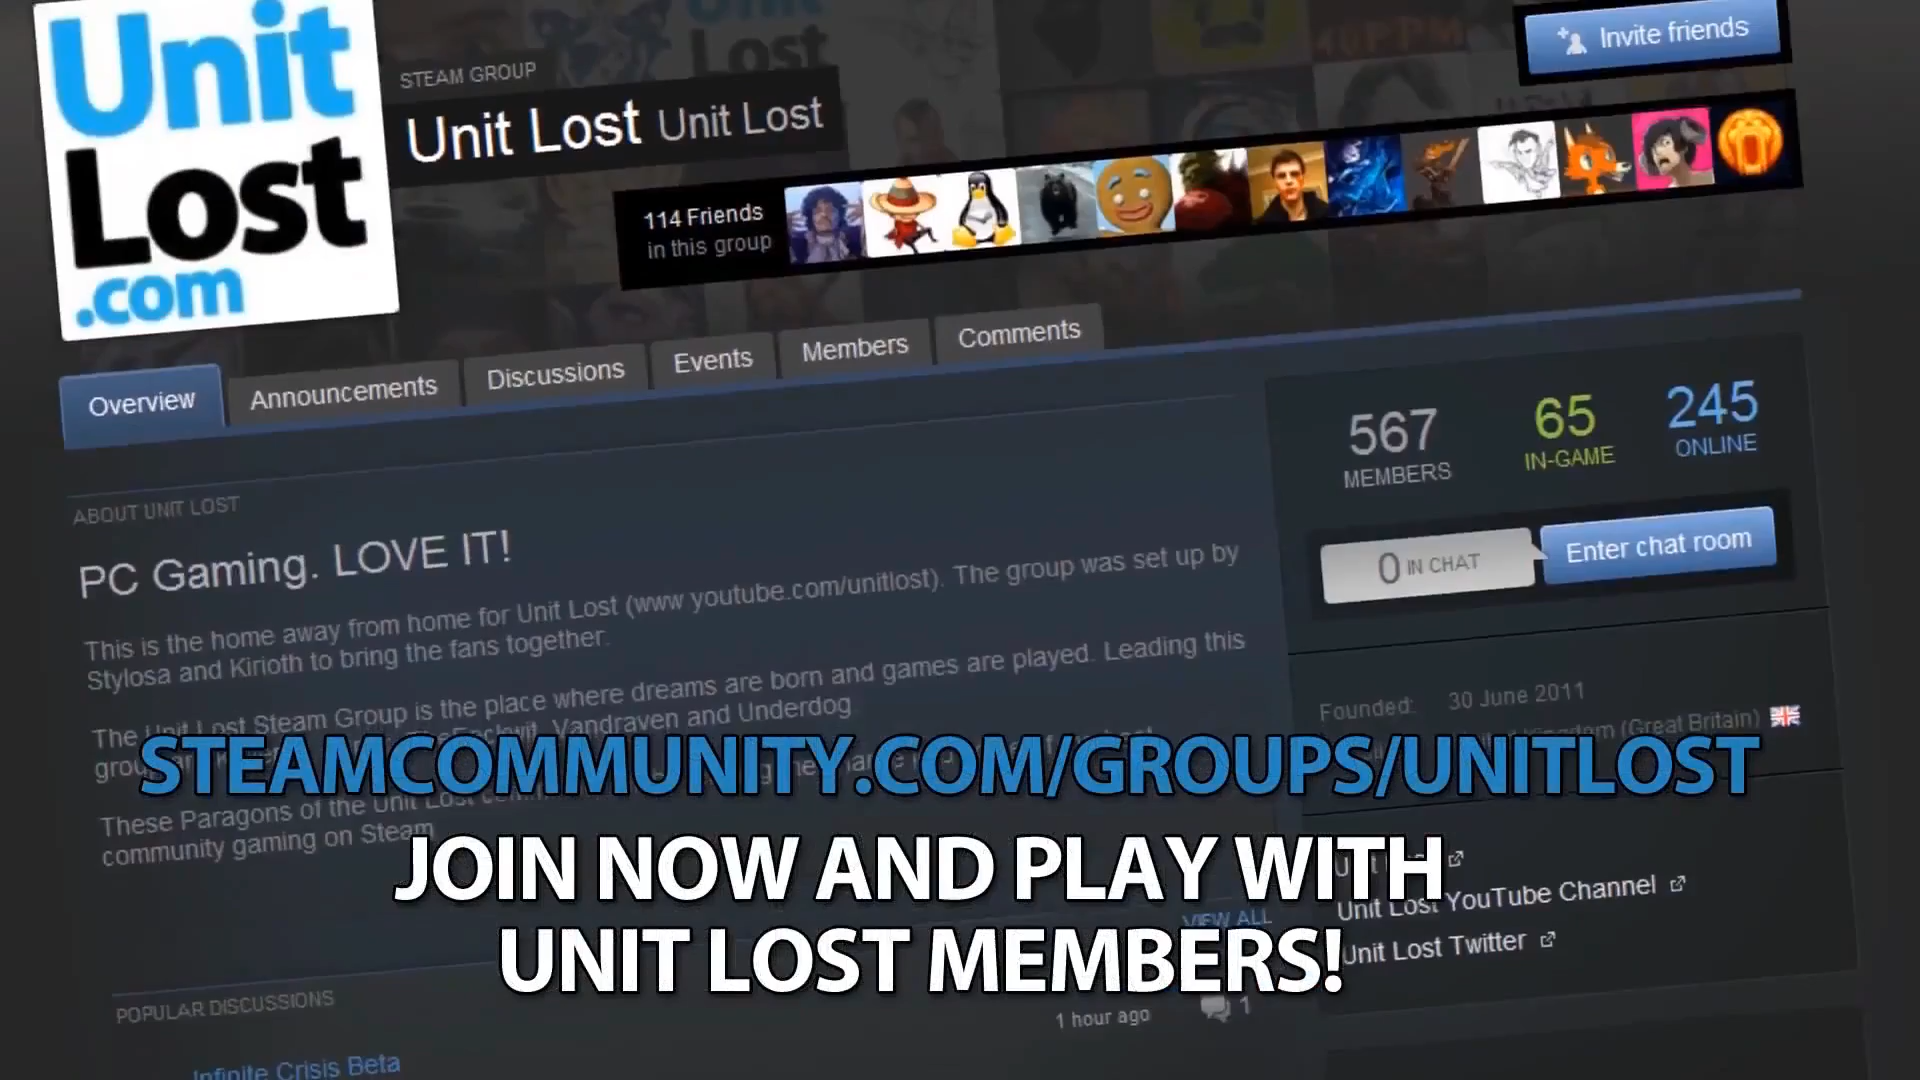 Unit
Lost
.com
STEAM GROUP
Unit Lost Unit Lost
Unit
Lost
Invite friends
114 Friends
in this group
Overview
Announcements
Discussions
Events
Members
Comments
567
MEMBERS
65
IN-GAME
245
ONLINE
0 IN CHAT
Enter chat room
ABOUT UNIT LOST
PC Gaming. LOVE IT!
This is the home away from home for Unit Lost (www youtube.com/unitlost). The group was set up by
Stylosa and Kirioth to bring the fans together.
The Unit Lost Steam Group is the place where dreams are born and games are played. Leading this
Vandraven and Underdog
These Paragons of the Unit Lost
community gaming on Steam
Founded: 30 June 2011
(Great Britain)
STEAMCOMMUNITY.COM/GROUPS/UNITLOST
JOIN NOW AND PLAY WITH
UNIT LOST MEMBERS!
Unit Lost YouTube Channel
Unit Lost Twitter
VIEW ALL
POPULAR DISCUSSIONS
1 hour ago
1
Infinite Crisis Beta